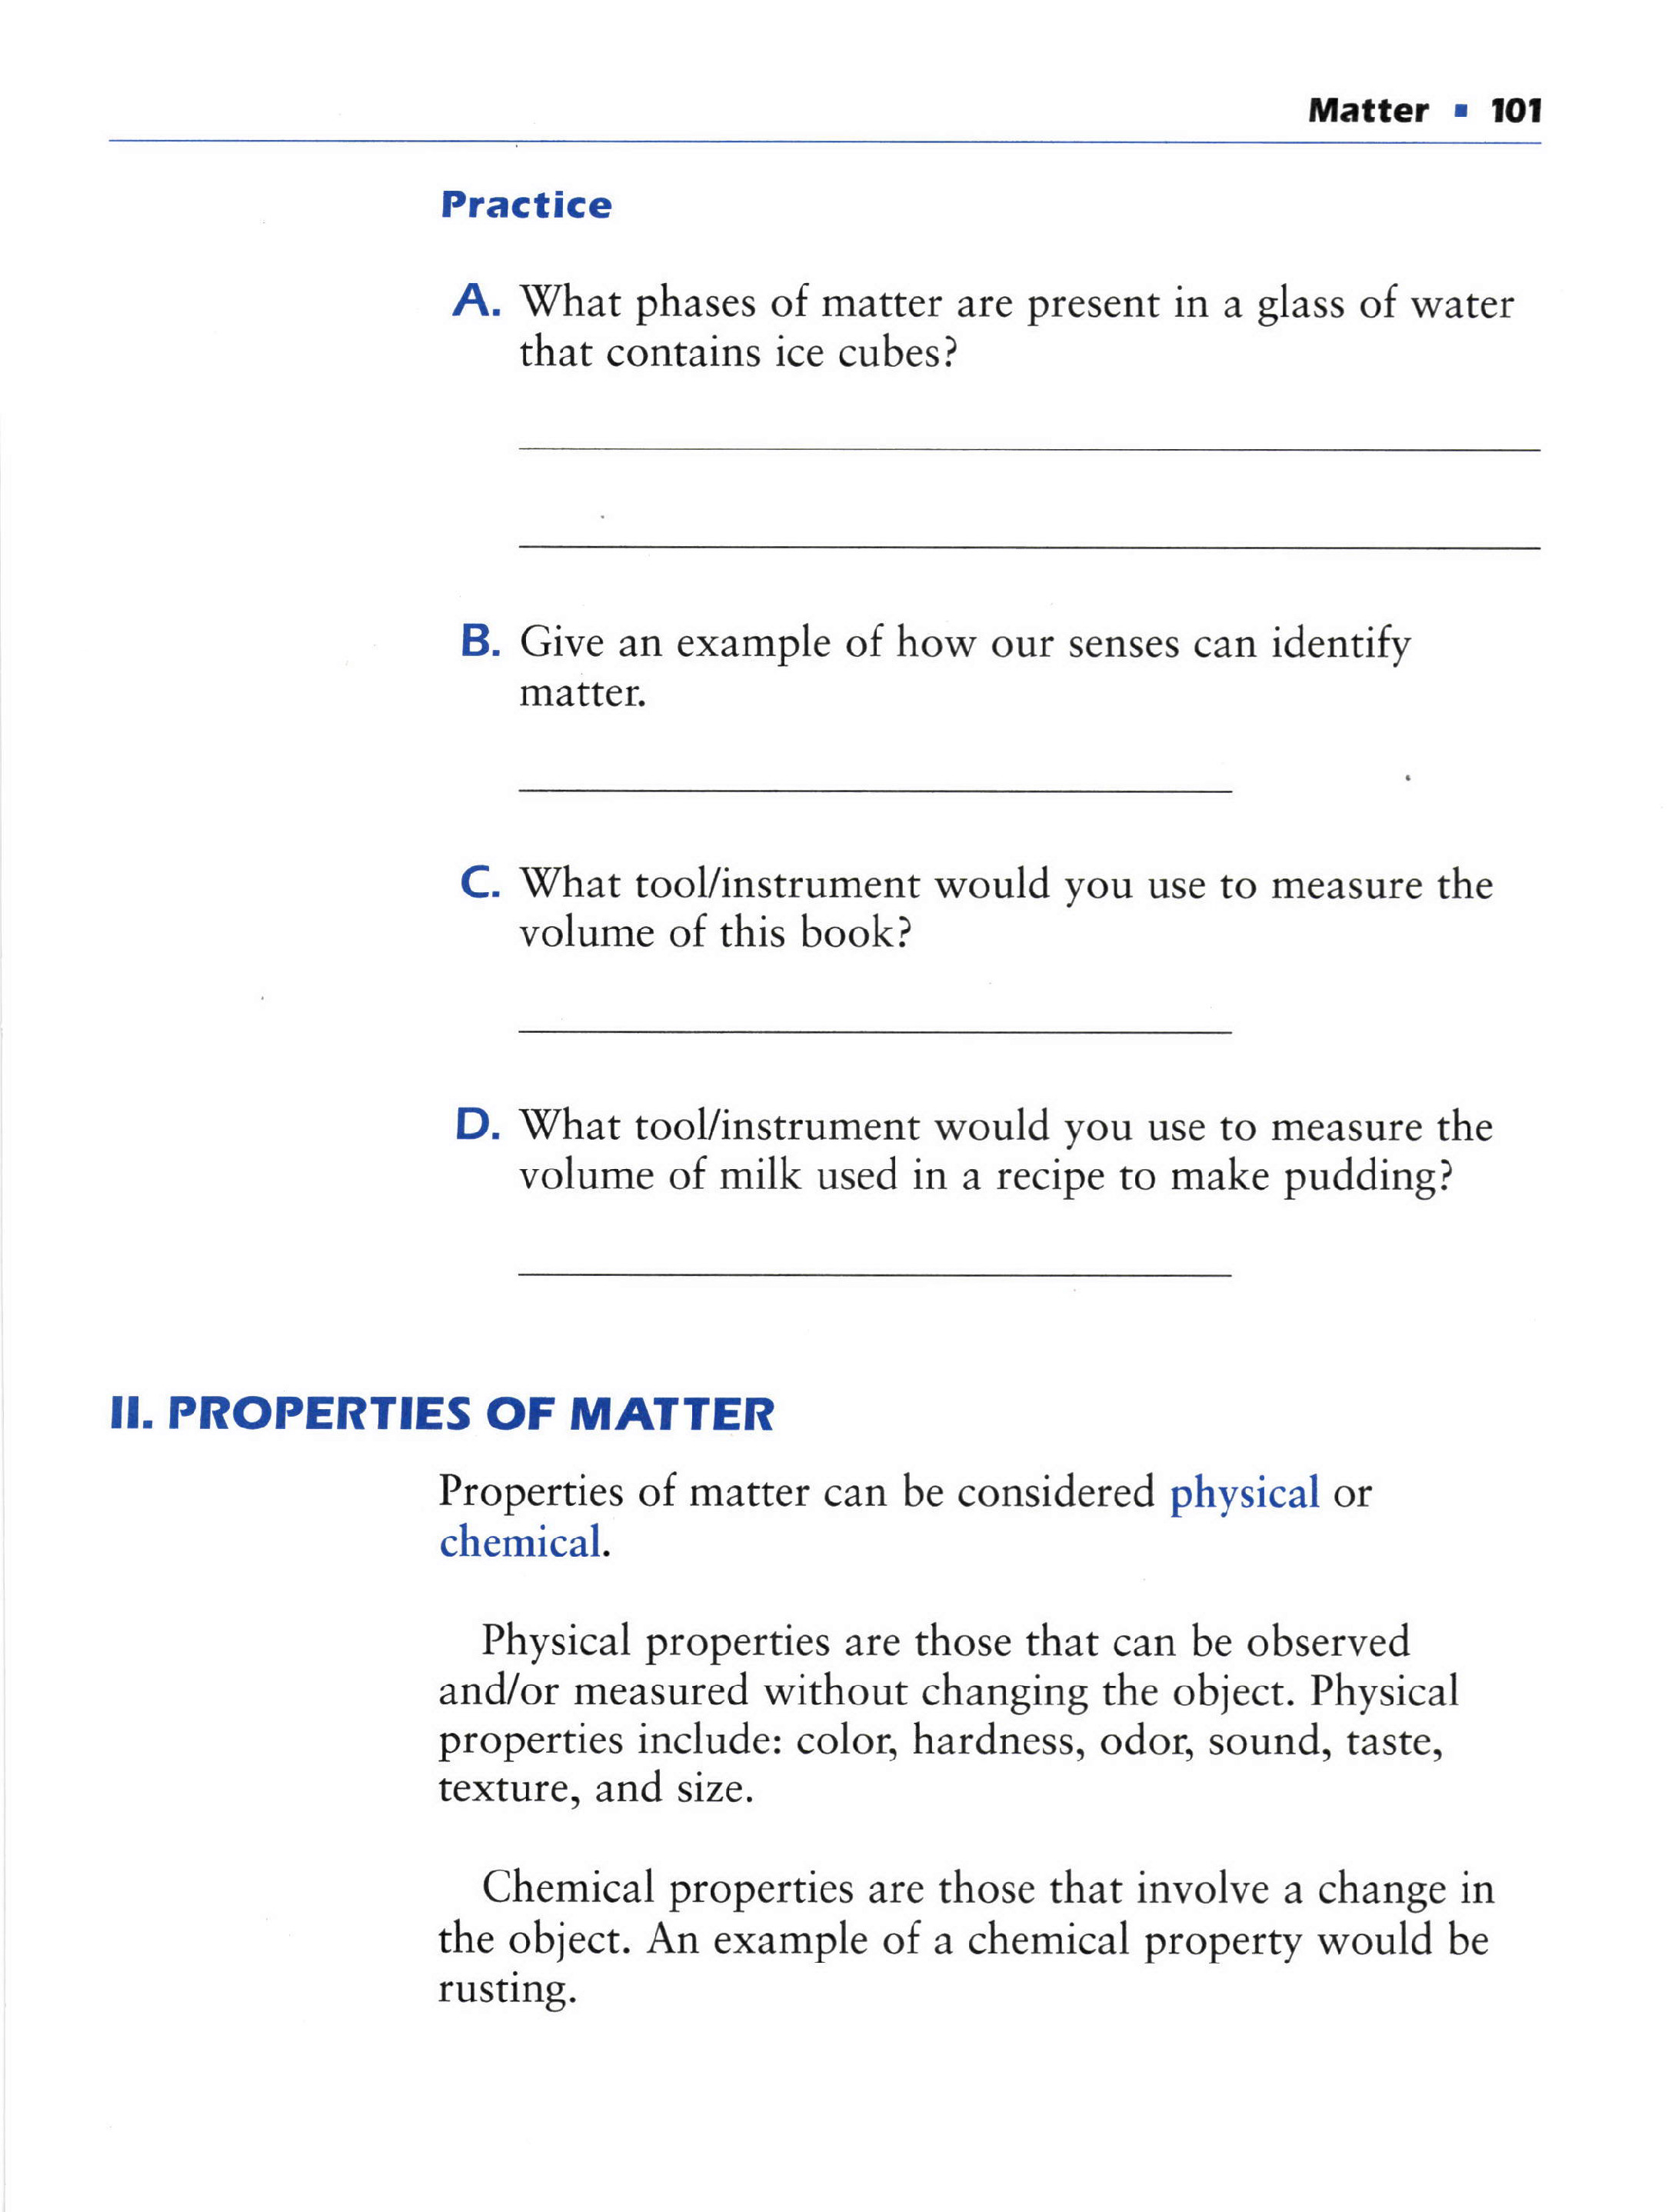 Matter ▪ 101
Practice
A. What phases of matter are present in a glass of water
that contains ice cubes?
B. Give an example of how our senses can identify
matter.
C. What tool/instrument would you use to measure the
volume of this book?
D. What tool/instrument would you use to measure the
volume of milk used in a recipe to make pudding?
II. PROPERTIES OF MATTER
Properties of matter can be considered physical or
chemical.
Physical properties are those that can be observed
and/or measured without changing the object. Physical
properties include: color, hardness, odor, sound, taste,
texture, and size.
Chemical properties are those that involve a change in
the object. An example of a chemical property would be
rusting.